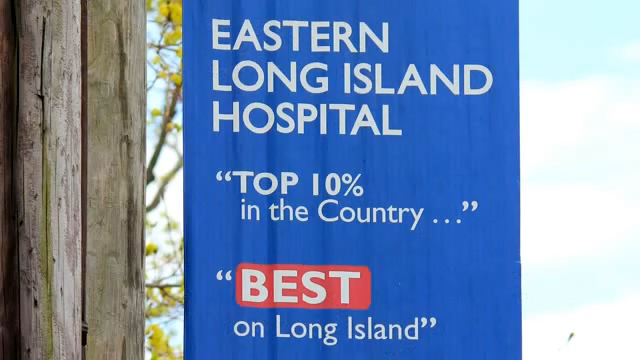 EASTERN
LONG ISLAND
HOSPITAL
“TOP 10%
in the Country ...”
“BEST
on Long Island”